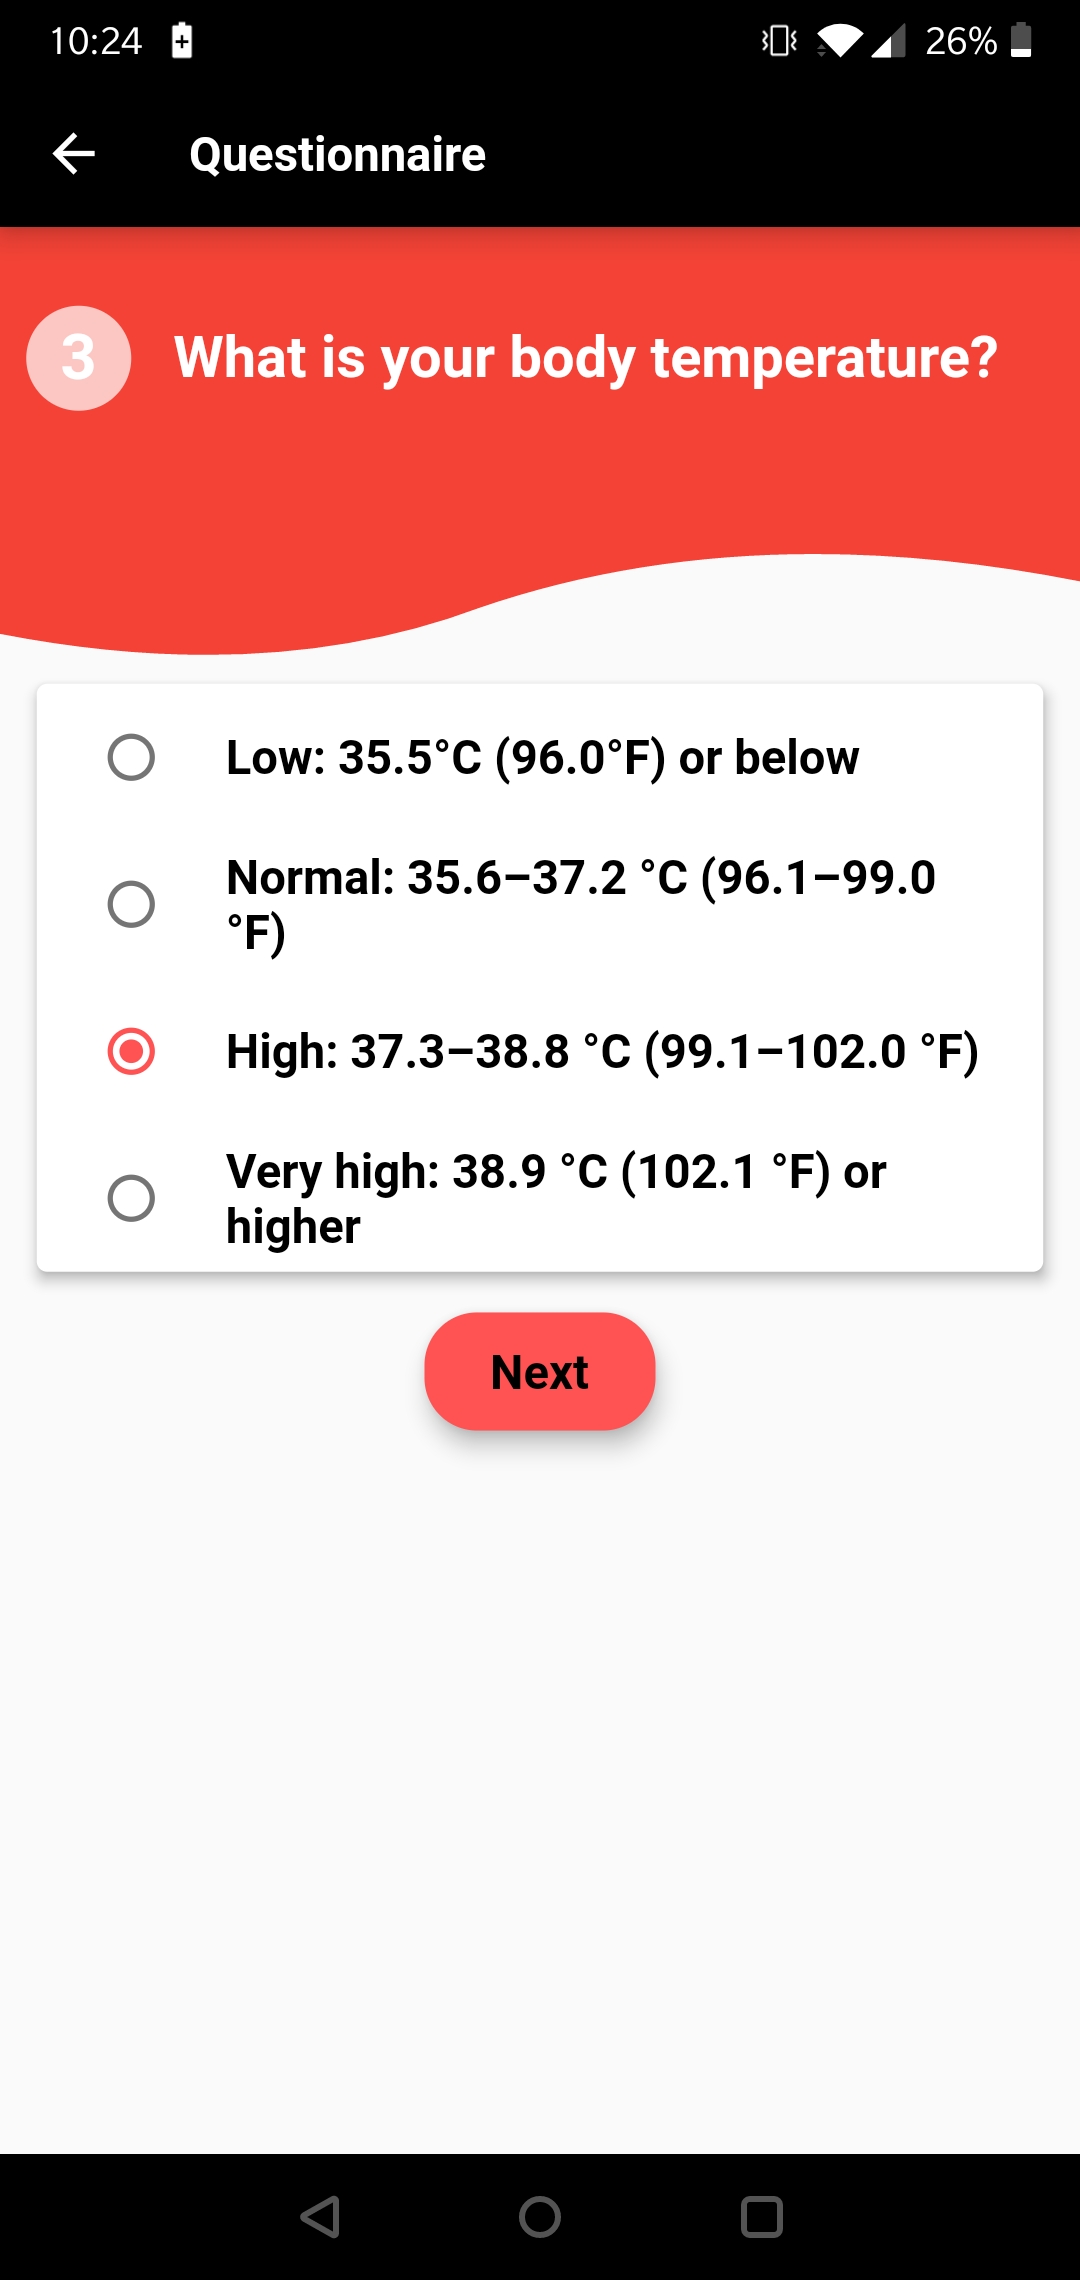 10:24
26%
Questionnaire
3
What is your body temperature?
Low: 35.5°C (96.0°F) or below
Normal: 35.6–37.2 °C (96.1–99.0
°F)
High: 37.3–38.8 °C (99.1–102.0 °F)
Very high: 38.9 °C (102.1 °F) or
higher
Next